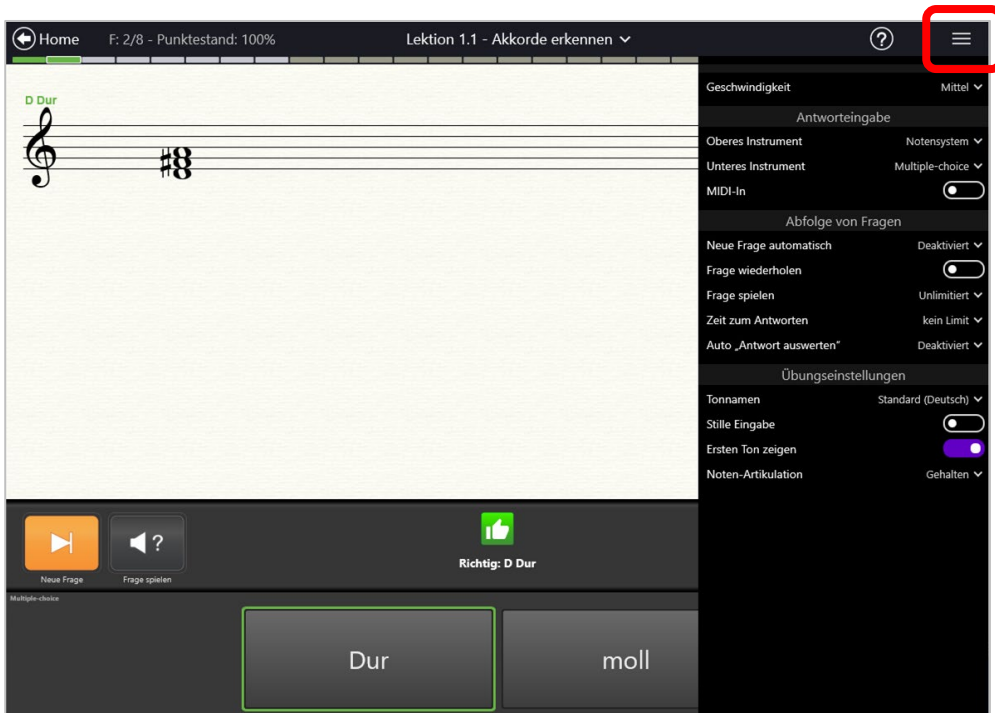 Home F: 2/8 - Punktestand: 100% Lektion 1.1 - Akkorde erkennen ?
Geschwindigkeit Mittel
D Dur
Antworteingabe
Oberes Instrument Notensystem
Unteres Instrument Multiple-choice
MIDI-In
Abfolge von Fragen
Neue Frage automatisch Deaktiviert
Frage wiederholen
Frage spielen Unlimitiert
Zeit zum Antworten kein Limit
Auto „Antwort auswerten“ Deaktiviert
Übungseinstellungen
Tonnamen Standard (Deutsch)
Stille Eingabe
Ersten Ton zeigen
Noten-Artikulation Gehalten
?
Richtig: D Dur
Neue Frage Frage spielen
Multiple-choice
Dur moll